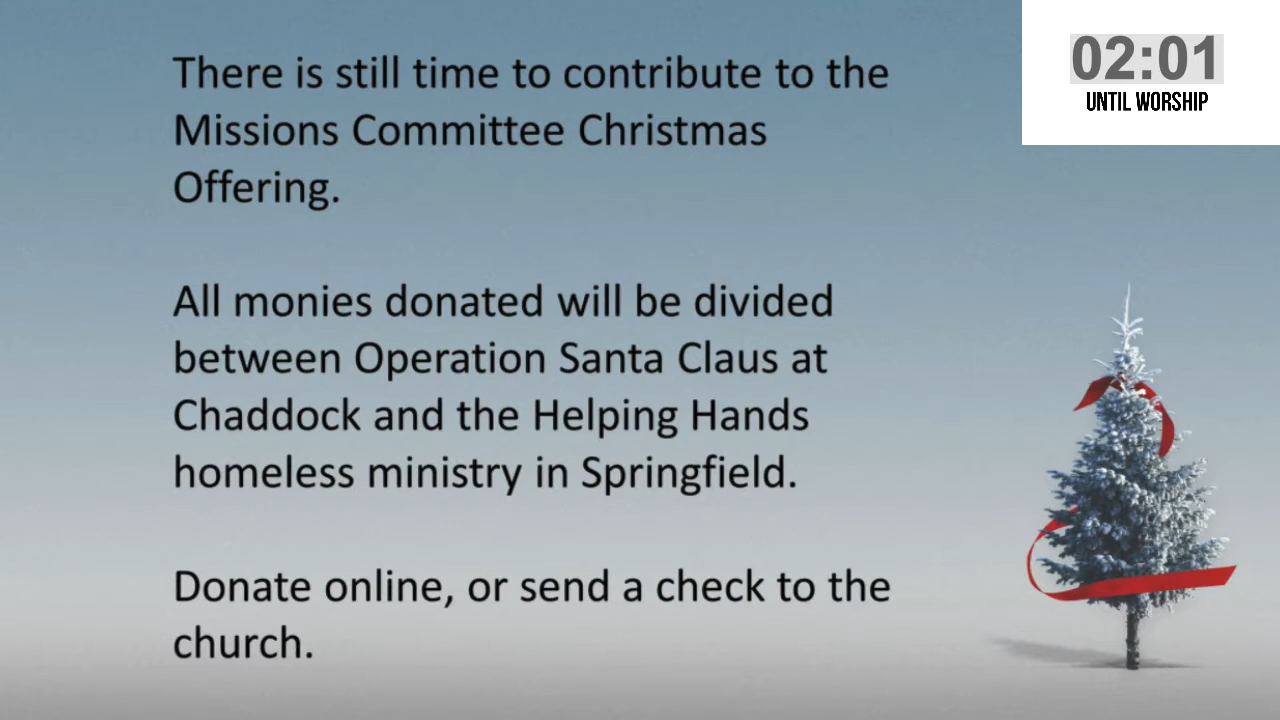 There is still time to contribute to the
Missions Committee Christmas
Offering.
All monies donated will be divided
between Operation Santa Claus at
Chaddock and the Helping Hands
homeless ministry in Springfield.
Donate online, or send a check to the
church.
02:01
UNTIL WORSHIP